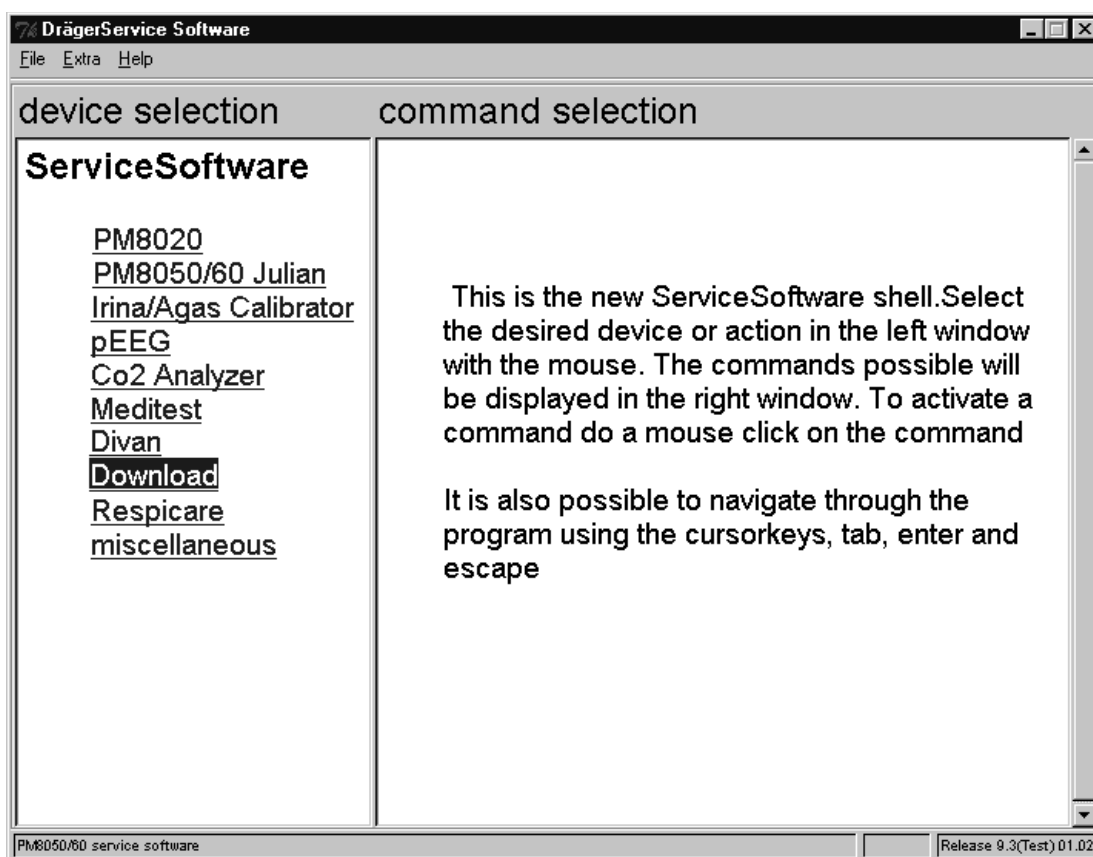 DrägerService Software
File Extra Help
device selection
command selection
ServiceSoftware
PM8020
PM8050/60 Julian
Irina/Agas Calibrator
pEEG
Co2 Analyzer
Meditest
Divan
Download
Respicare
miscellaneous
This is the new ServiceSoftware shell.Select
the desired device or action in the left window
with the mouse. The commands possible will
be displayed in the right window. To activate a
command do a mouse click on the command
It is also possible to navigate through the
program using the cursorkeys, tab, enter and
escape
PM8050/60 service software
Release 9.3(Test) 01.02